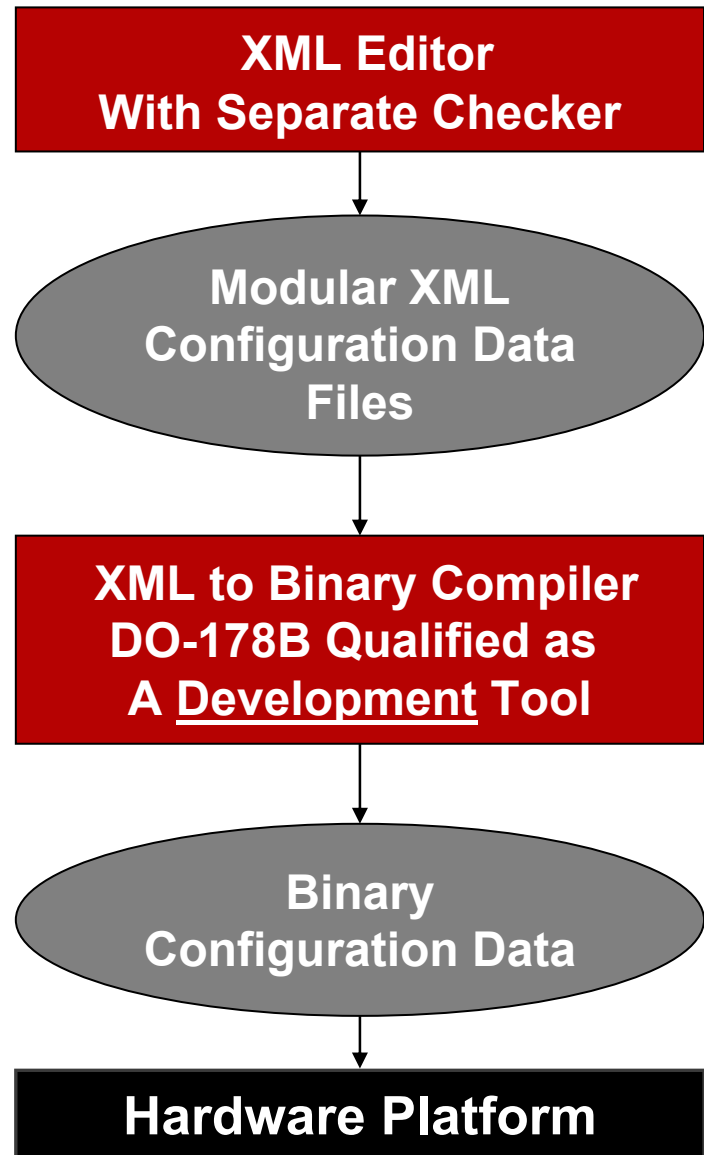 XML Editor
With Separate Checker
Modular XML
Configuration Data
Files
XML to Binary Compiler
DO-178B Qualified as
A Development Tool
Binary
Configuration Data
Hardware Platform